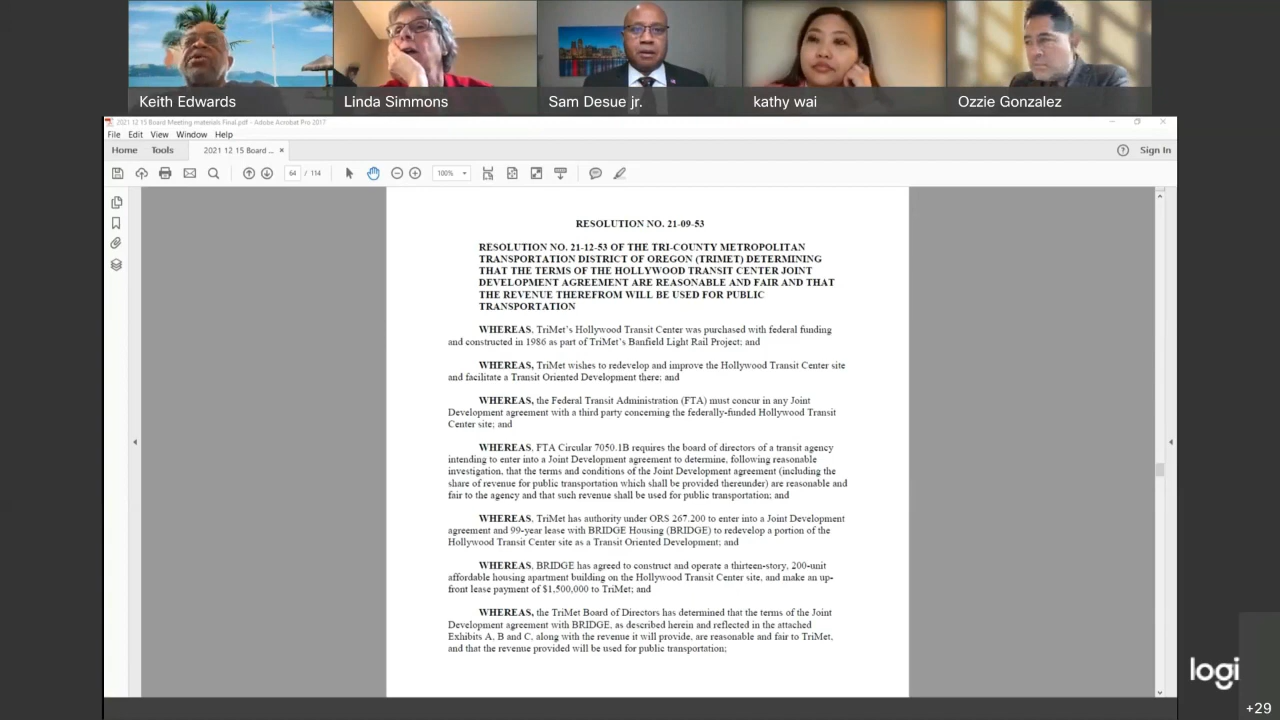 Keith Edwards
Linda Simmons
Sam Desue jr.
kathy wai
Ozzie Gonzalez
2021 12 15 Board Meeting materials Final.pdf - Adobe Acrobat Pro 2017
File Edit View Window Help
Home Tools 2021 12 15 Board ... × Sign In
64 / 114 100%
RESOLUTION NO. 21-09-53
RESOLUTION NO. 21-12-53 OF THE TRI-COUNTY METROPOLITAN
TRANSPORTATION DISTRICT OF OREGON (TRIMET) DETERMINING
THAT THE TERMS OF THE HOLLYWOOD TRANSIT CENTER JOINT
DEVELOPMENT AGREEMENT ARE REASONABLE AND FAIR AND THAT
THE REVENUE THEREFROM WILL BE USED FOR PUBLIC
TRANSPORTATION
WHEREAS, TriMet's Hollywood Transit Center was purchased with federal funding
and constructed in 1986 as part of TriMet's Banfield Light Rail Project; and
WHEREAS, TriMet wishes to redevelop and improve the Hollywood Transit Center site
and facilitate a Transit Oriented Development there; and
WHEREAS, the Federal Transit Administration (FTA) must concur in any Joint
Development agreement with a third party concerning the federally-funded Hollywood Transit
Center site; and
WHEREAS, FTA Circular 7050.1B requires the board of directors of a transit agency
intending to enter into a Joint Development agreement to determine, following reasonable
investigation, that the terms and conditions of the Joint Development agreement (including the
share of revenue for public transportation which shall be provided thereunder) are reasonable and
fair to the agency and that such revenue shall be used for public transportation; and
WHEREAS, TriMet has authority under ORS 267.200 to enter into a Joint Development
agreement and 99-year lease with BRIDGE Housing (BRIDGE) to redevelop a portion of the
Hollywood Transit Center site as a Transit Oriented Development; and
WHEREAS, BRIDGE has agreed to construct and operate a thirteen-story, 200-unit
affordable housing apartment building on the Hollywood Transit Center site, and make an up-
front lease payment of $1,500,000 to TriMet; and
WHEREAS, the TriMet Board of Directors has determined that the terms of the Joint
Development agreement with BRIDGE, as described herein and reflected in the attached
Exhibits A, B and C, along with the revenue it will provide, are reasonable and fair to TriMet,
and that the revenue provided will be used for public transportation;
logi
+29